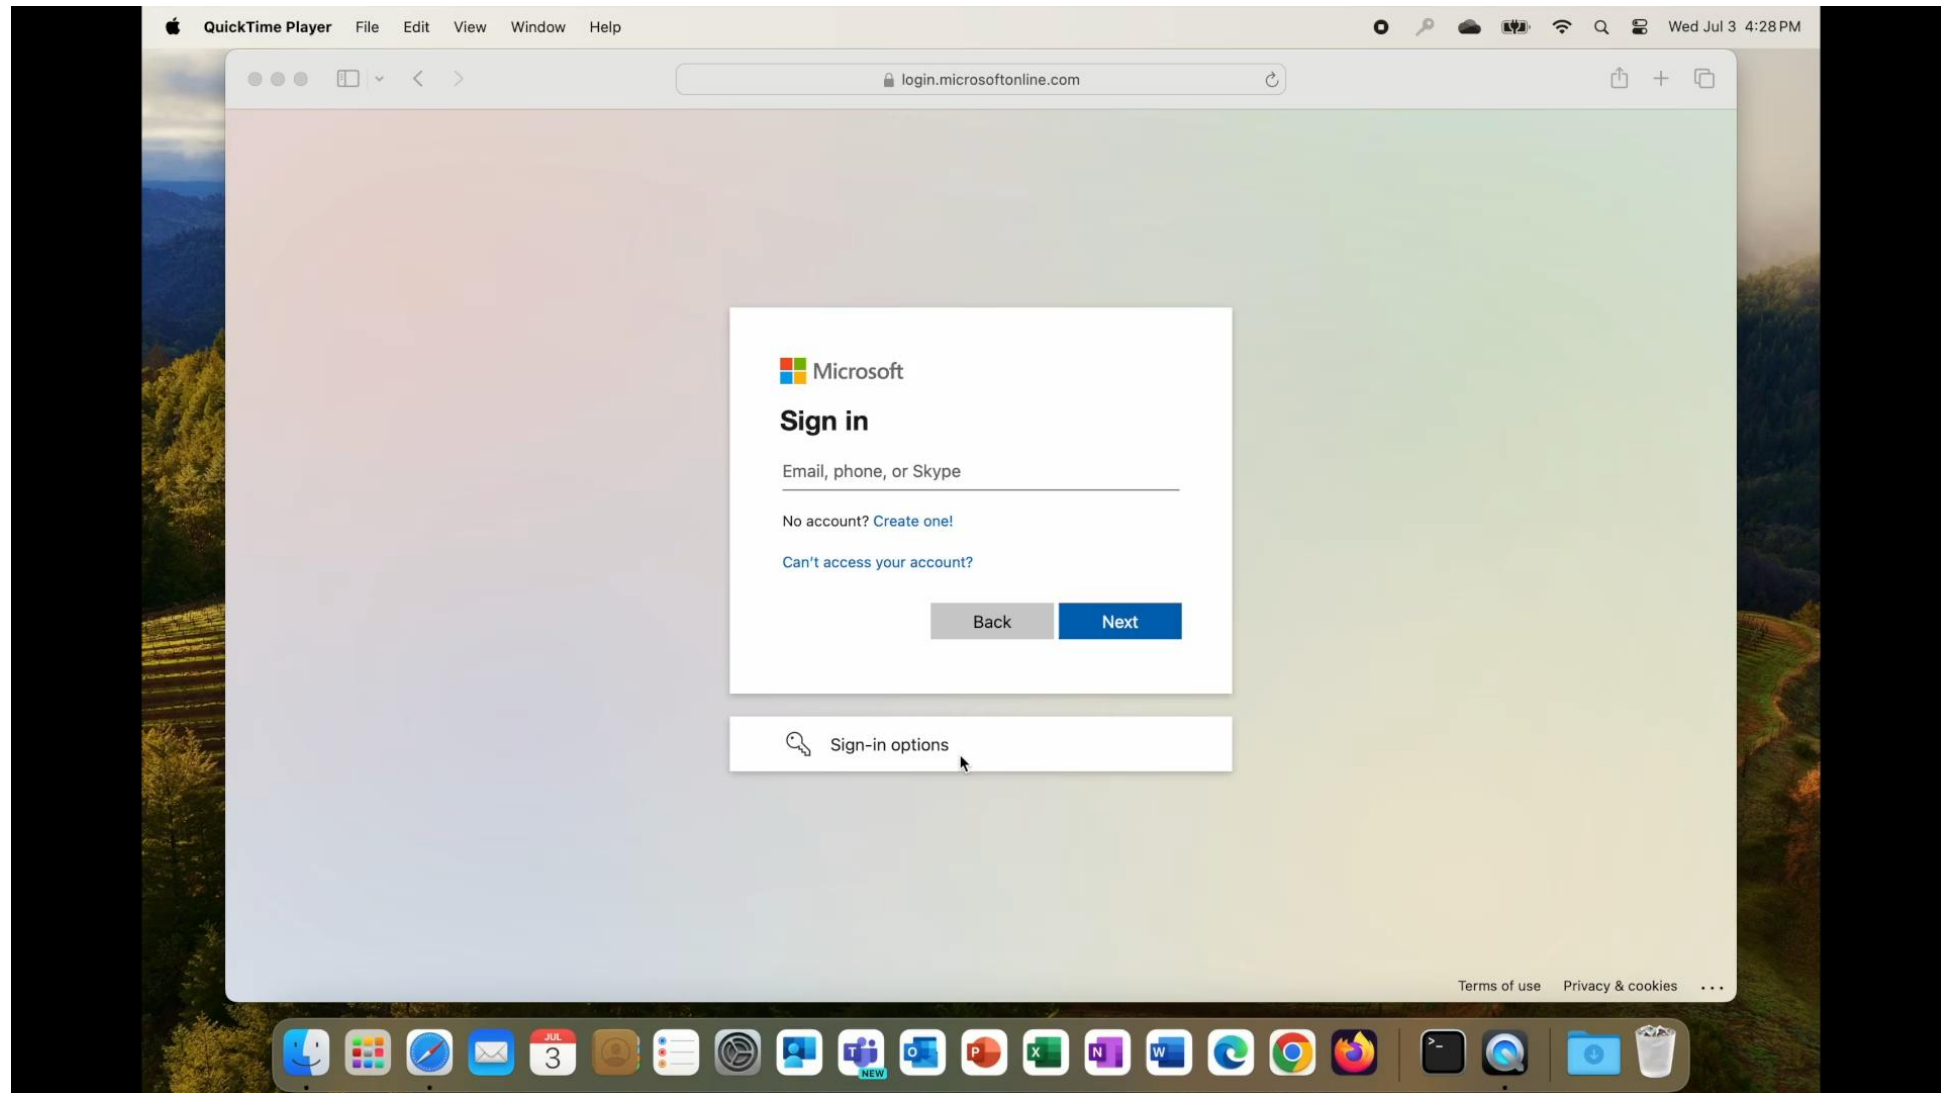 QuickTime Player File Edit View Window Help Wed Jul 3 4:28 PM
login.microsoftonline.com
Microsoft
Sign in
Email, phone, or Skype
No account? Create one!
Can't access your account?
Back Next
Sign-in options
Terms of use Privacy & cookies ...
JUL
3
T
NEW
O
P
X
N
W
>_